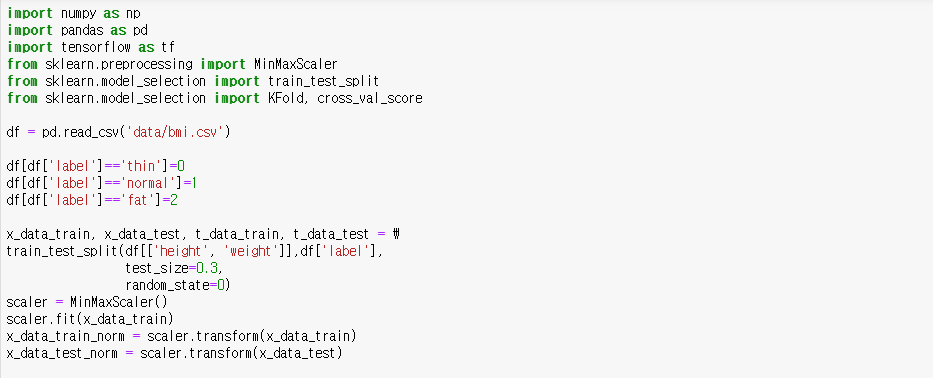 import numpy as np
import pandas as pd
import tensorflow as tf
from sklearn.preprocessing import MinMaxScaler
from sklearn.model_selection import train_test_split
from sklearn.model_selection import KFold, cross_val_score
df = pd.read_csv('data/bmi.csv')
df[df['label']=='thin']=0
df[df['label']=='normal']=1
df[df['label']=='fat']=2
x_data_train, x_data_test, t_data_train, t_data_test = ₩
train_test_split(df[['height', 'weight']],df['label'],
test_size=0.3,
random_state=0)
scaler = MinMaxScaler()
scaler.fit(x_data_train)
x_data_train_norm = scaler.transform(x_data_train)
x_data_test_norm = scaler.transform(x_data_test)